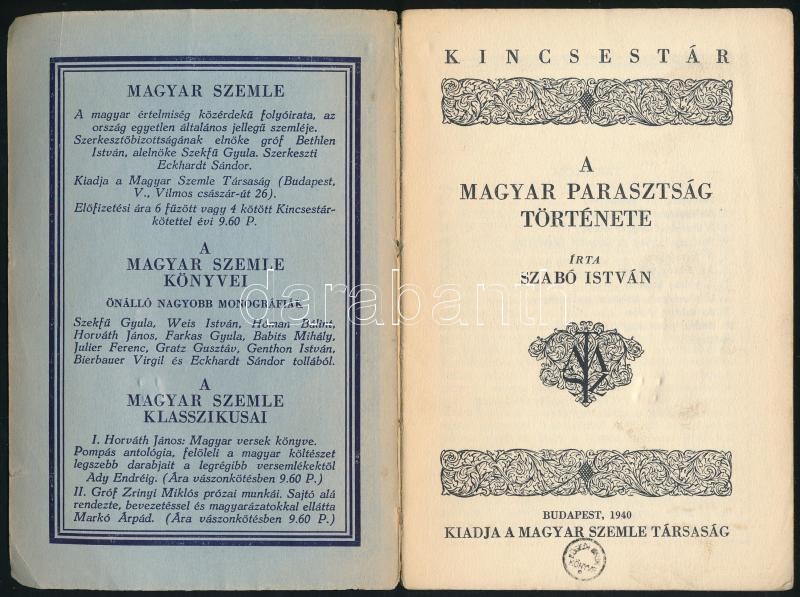 MAGYAR SZEMLE
A magyar értelmiség közérdekű folyóirata, az
ország egyetlen általános jellegű szemléje.
Szerkesztőbizottságának elnöke gróf Bethlen
István, alelnöke Szekfű Gyula. Szerkeszti
Eckhardt Sándor.
Kiadja a Magyar Szemle Társaság (Budapest,
V., Vilmos császár-út 26).
Előfizetési ára 6 fűzött vagy 4 kötött Kincsestár-
kötettel évi 9.60 P.
A
MAGYAR SZEMLE
KÖNYVEI
ÖNÁLLÓ NAGYOBB MONOGRÁFIÁK
Szekfű Gyula, Weis István, Hóman Bálint,
Horváth János, Farkas Gyula, Babits Mihály,
Julier Ferenc, Gratz Gusztáv, Genthon István,
Bierbauer Virgil és Eckhardt Sándor tollából.
A
MAGYAR SZEMLE
KLASSZIKUSAI
I. Horváth János: Magyar versek könyve.
Pompás antológia, felöleli a magyar költészet
legszebb darabjait a legrégibb versemlékektől
Ady Endréig. (Ára vászonkötésben 9.60 P.)
II. Gróf Zrinyi Miklós prózai munkái. Sajtó alá
rendezte, bevezetéssel és magyarázatokkal ellátta
Markó Árpád. (Ára vászonkötésben 9.60 P.)
KINCSESTÁR
A
MAGYAR PARASZTSÁG
TÖRTÉNETE
ÍRTA
SZABÓ ISTVÁN
BUDAPEST, 1940
KIADJA A MAGYAR SZEMLE TÁRSASÁG
darabanth.com